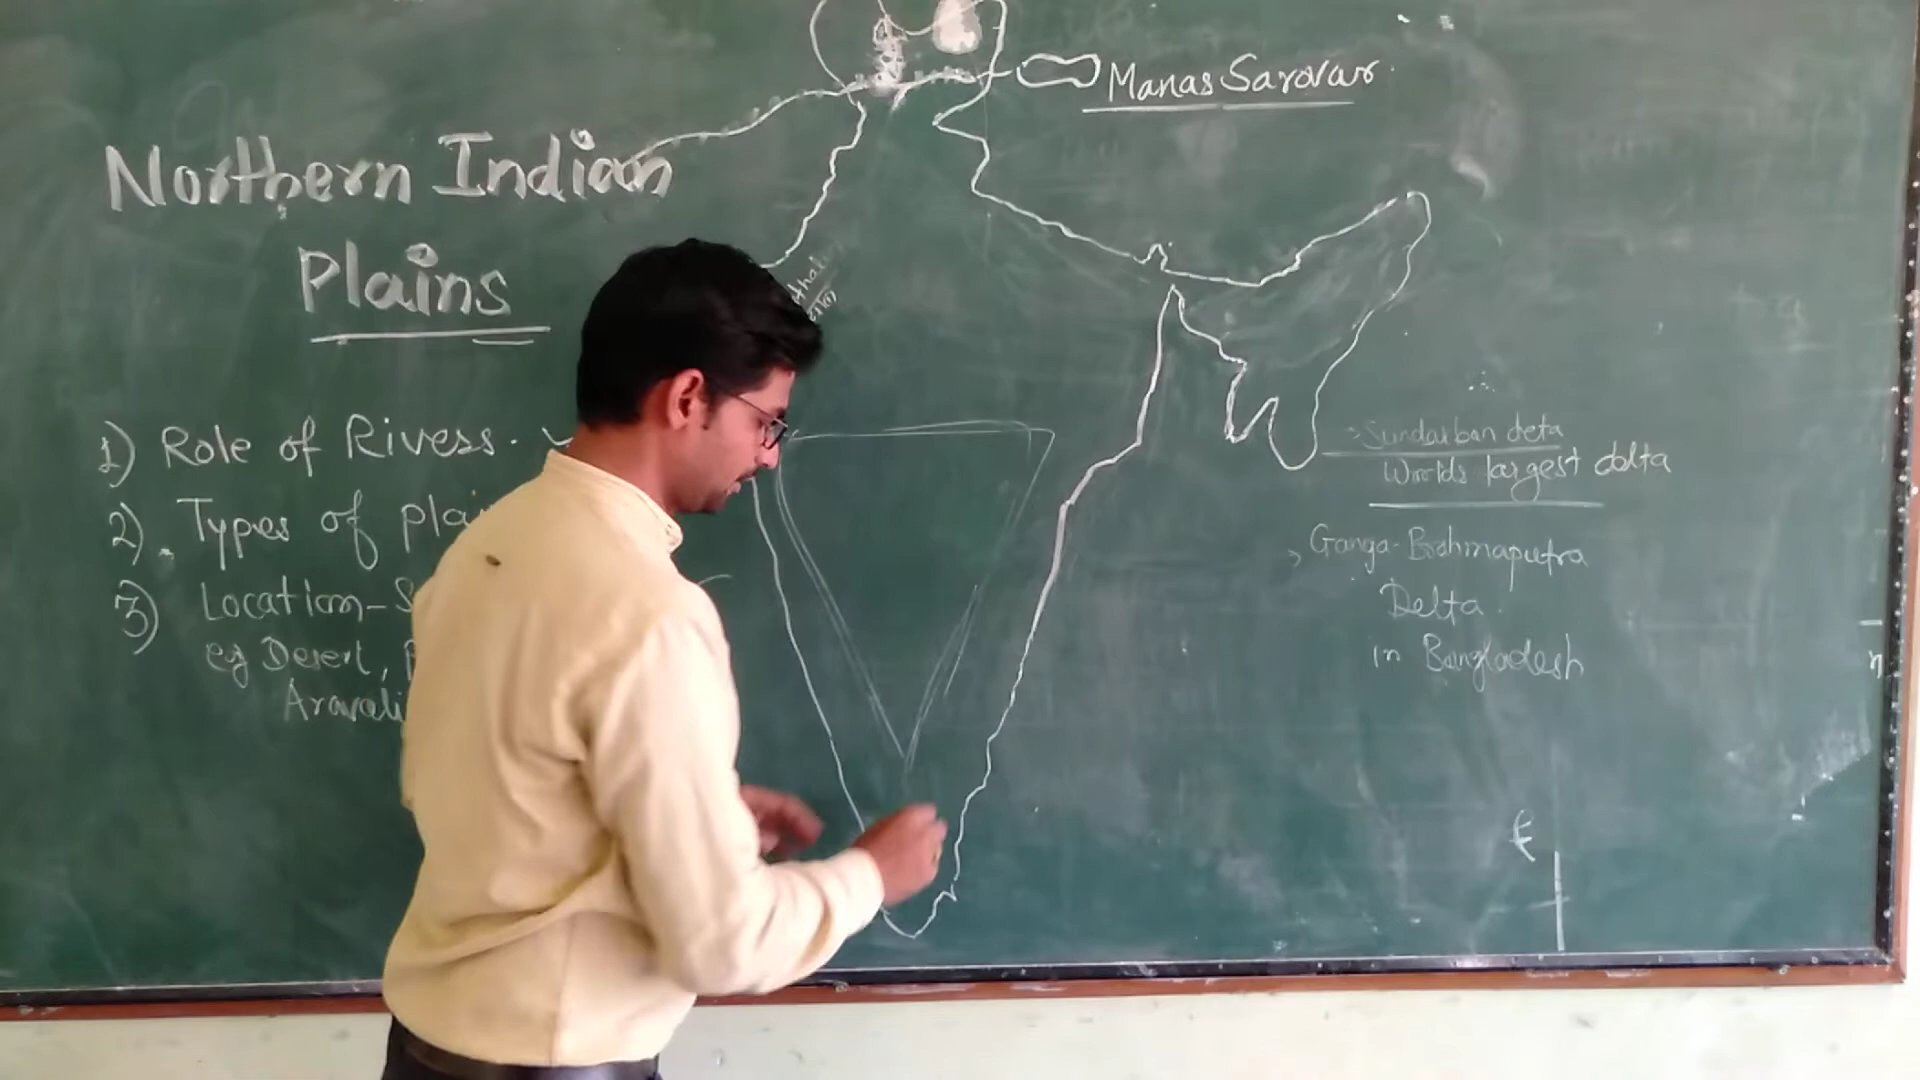 Manas Sarovar
Northern Indian
Plains
1) Role of Rivers.
2) Types of plai
3) Location - S
eg Desert,
Aravali
Sundarban deta
Worlds largest delta
Ganga-Brahmaputra
Delta
in Bangladesh